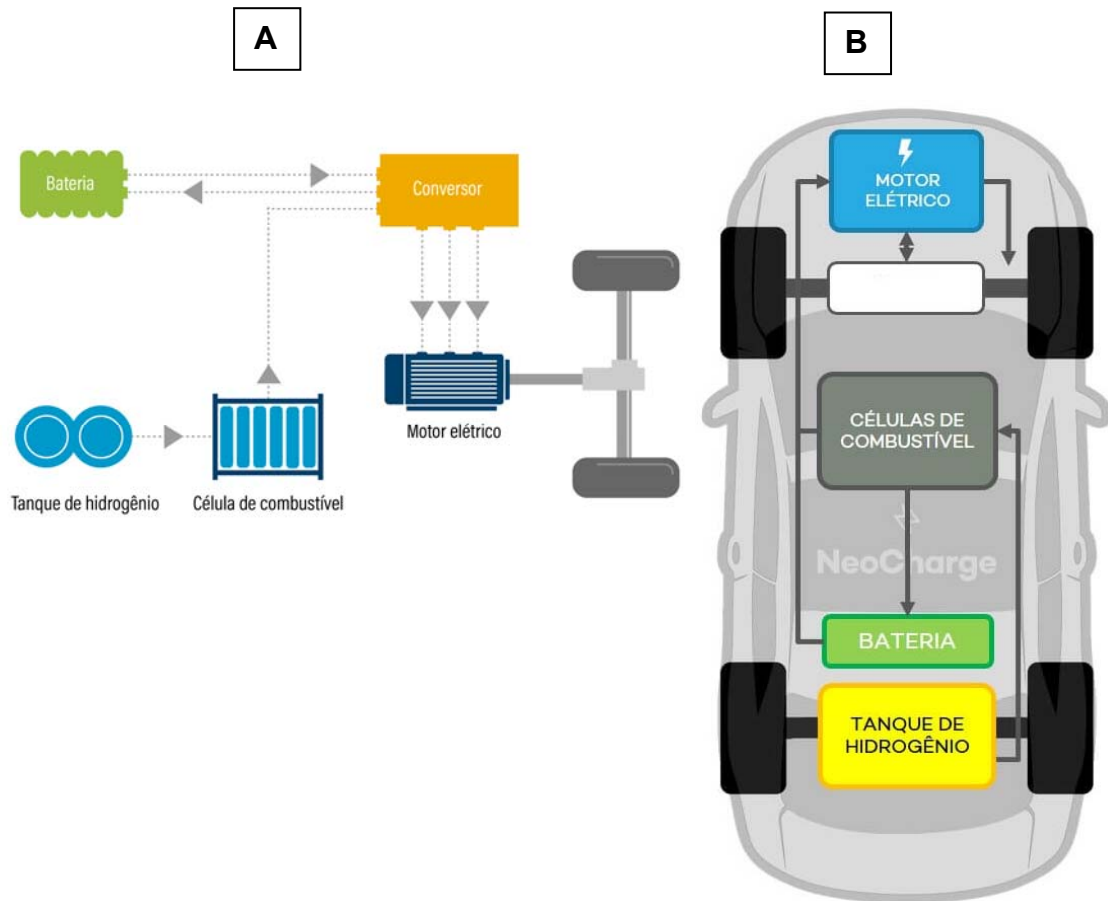 A
Bateria
Conversor
Motor elétrico
Tanque de hidrogênio
Célula de combustível
B
MOTOR
ELÉTRICO
CÉLULAS DE
COMBUSTÍVEL
NeoCharge
BATERIA
TANQUE DE
HIDROGÊNIO